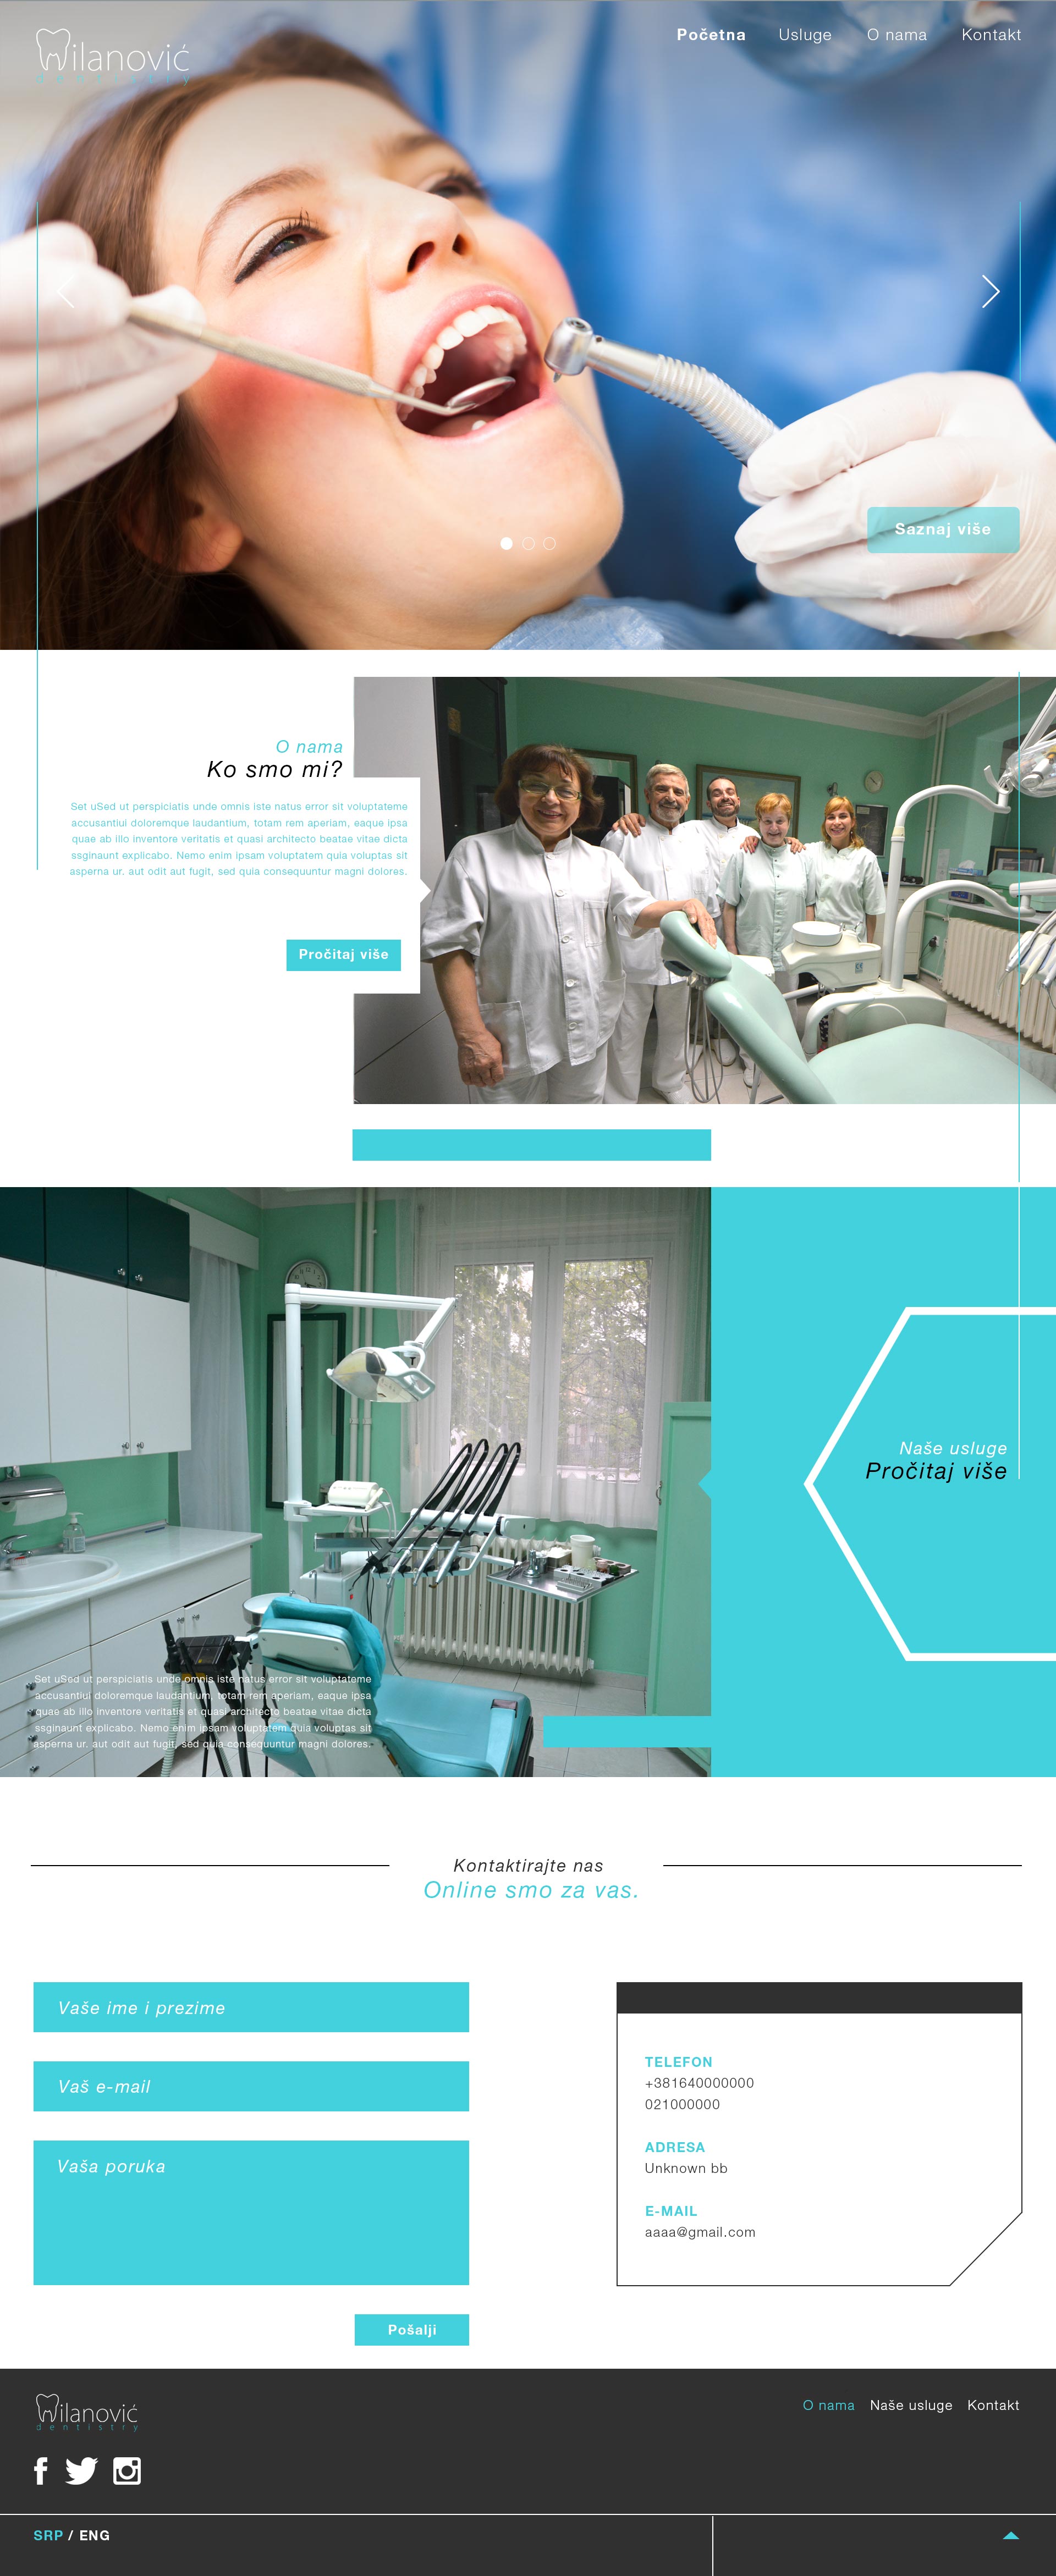 Milanović
dentistry
Početna Usluge O nama Kontakt
Saznaj više
O nama
Ko smo mi?
Set uSed ut perspiciatis unde omnis iste natus error sit voluptateme
accusantiui doloremque laudantium, totam rem aperiam, eaque ipsa
quae ab illo inventore veritatis et quasi architecto beatae vitae dicta
ssginaunt explicabo. Nemo enim ipsam voluptatem quia voluptas sit
asperna ur. aut odit aut fugit, sed quia consequuntur magni dolores.
Pročitaj više
Naše usluge
Pročitaj više
Set uSed ut perspiciatis unde omnis iste natus error sit voluptateme
accusantiui doloremque laudantium, totam rem aperiam, eaque ipsa
quae ab illo inventore veritatis et quasi architecto beatae vitae dicta
ssginaunt explicabo. Nemo enim ipsam voluptatem quia voluptas sit
asperna ur. aut odit aut fugit, sed quia consequuntur magni dolores.
Kontaktirajte nas
Online smo za vas.
Vaše ime i prezime
Vaš e-mail
Vaša poruka
Pošalji
TELEFON
+381640000000
021000000
ADRESA
Unknown bb
E-MAIL
aaaa@gmail.com
Milanović
dentistry
O nama Naše usluge Kontakt
SRP / ENG